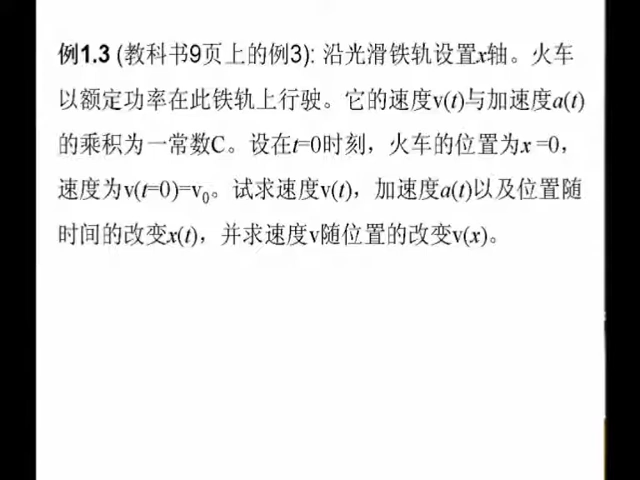 例1.3 (教科书9页上的例3): 沿光滑铁轨设置x轴。火车
以额定功率在此铁轨上行驶。它的速度v(t)与加速度a(t)
的乘积为一常数C。设在t=0时刻，火车的位置为x =0，
速度为v(t=0)=v₀。试求速度v(t)，加速度a(t)以及位置随
时间的改变x(t)，并求速度v随位置的改变v(x)。